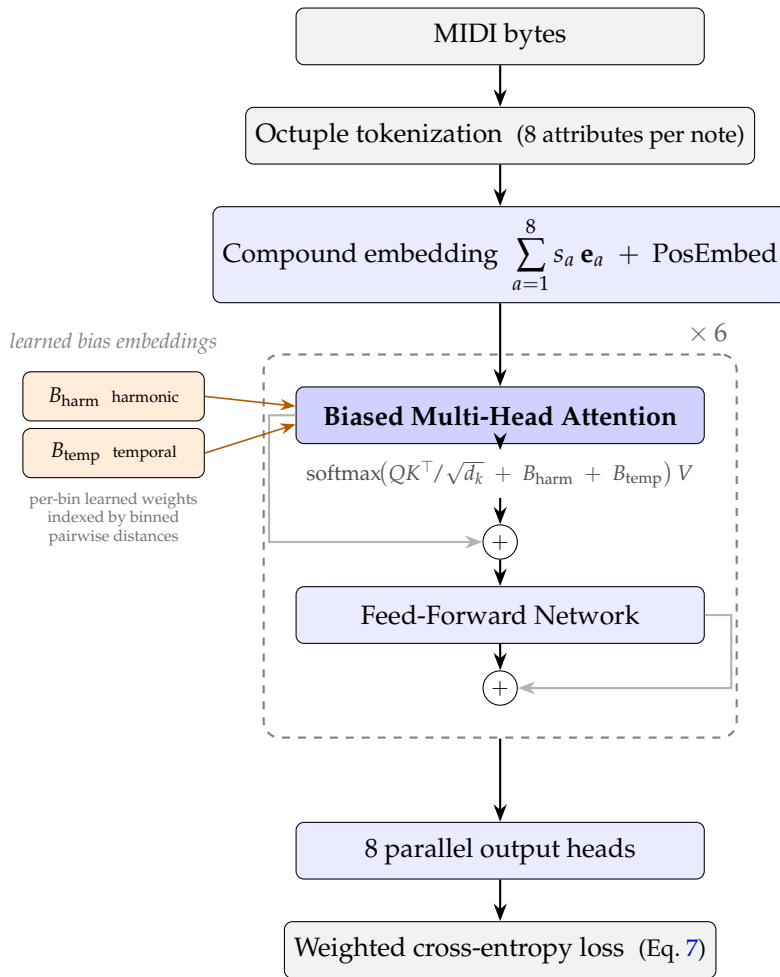 MIDI bytes
Octuple tokenization (8 attributes per note)
Compound embedding ∑_{a=1}^{8} s_a e_a + PosEmbed
× 6
learned bias embeddings
B_harm harmonic
B_temp temporal
per-bin learned weights
indexed by binned
pairwise distances
Biased Multi-Head Attention
softmax(QK^⊤/√d_k + B_harm + B_temp) V
+
Feed-Forward Network
+
8 parallel output heads
Weighted cross-entropy loss (Eq. 7)